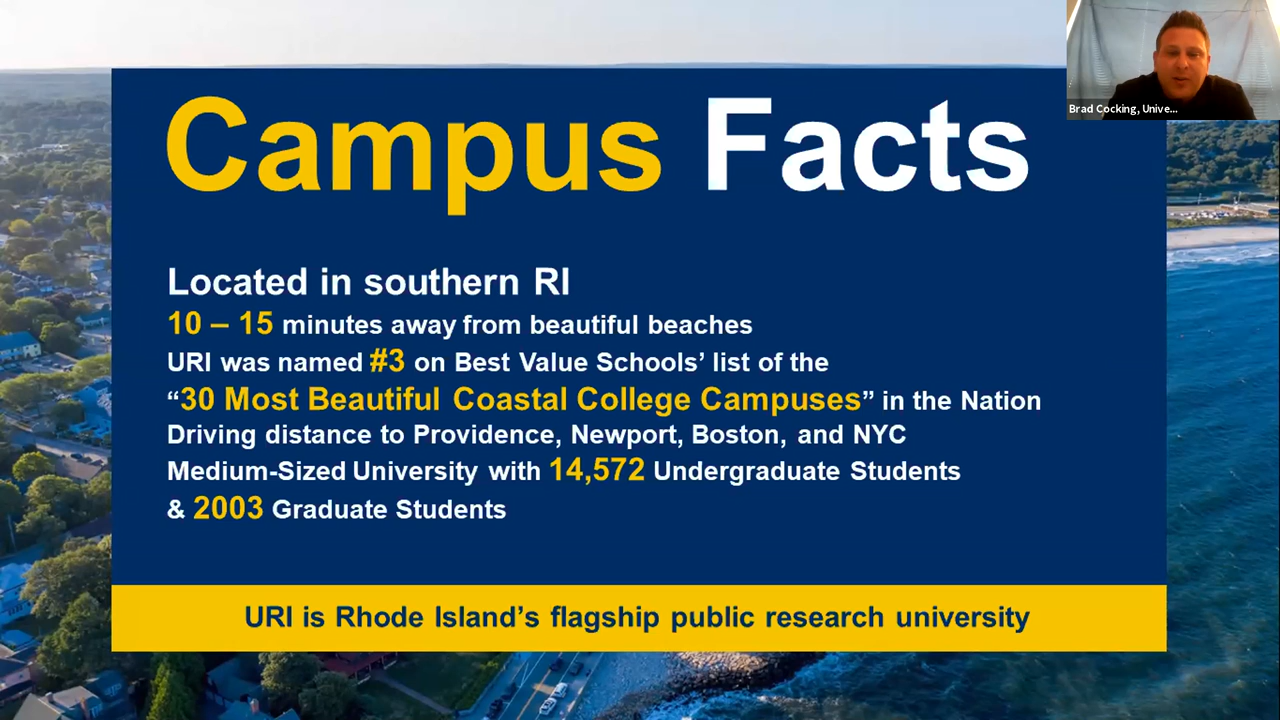 Campus Facts
Brad Cocking, Unive...
Located in southern RI
10 – 15 minutes away from beautiful beaches
URI was named #3 on Best Value Schools’ list of the
“30 Most Beautiful Coastal College Campuses” in the Nation
Driving distance to Providence, Newport, Boston, and NYC
Medium-Sized University with 14,572 Undergraduate Students
& 2003 Graduate Students
URI is Rhode Island’s flagship public research university